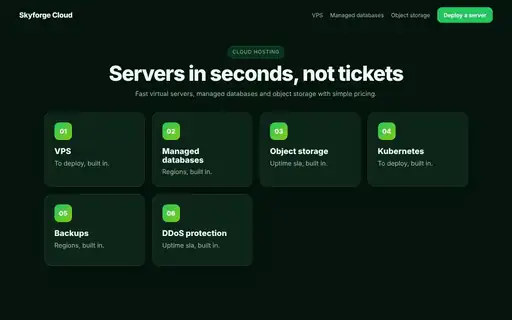 Skyforge Cloud
VPS
Managed databases
Object storage
Deploy a server
CLOUD HOSTING
Servers in seconds, not tickets
Fast virtual servers, managed databases and object storage with simple pricing.
01
VPS
To deploy, built in.
02
Managed
databases
Regions, built in.
03
Object storage
Uptime sla, built in.
04
Kubernetes
To deploy, built in.
05
Backups
Regions, built in.
06
DDoS protection
Uptime sla, built in.